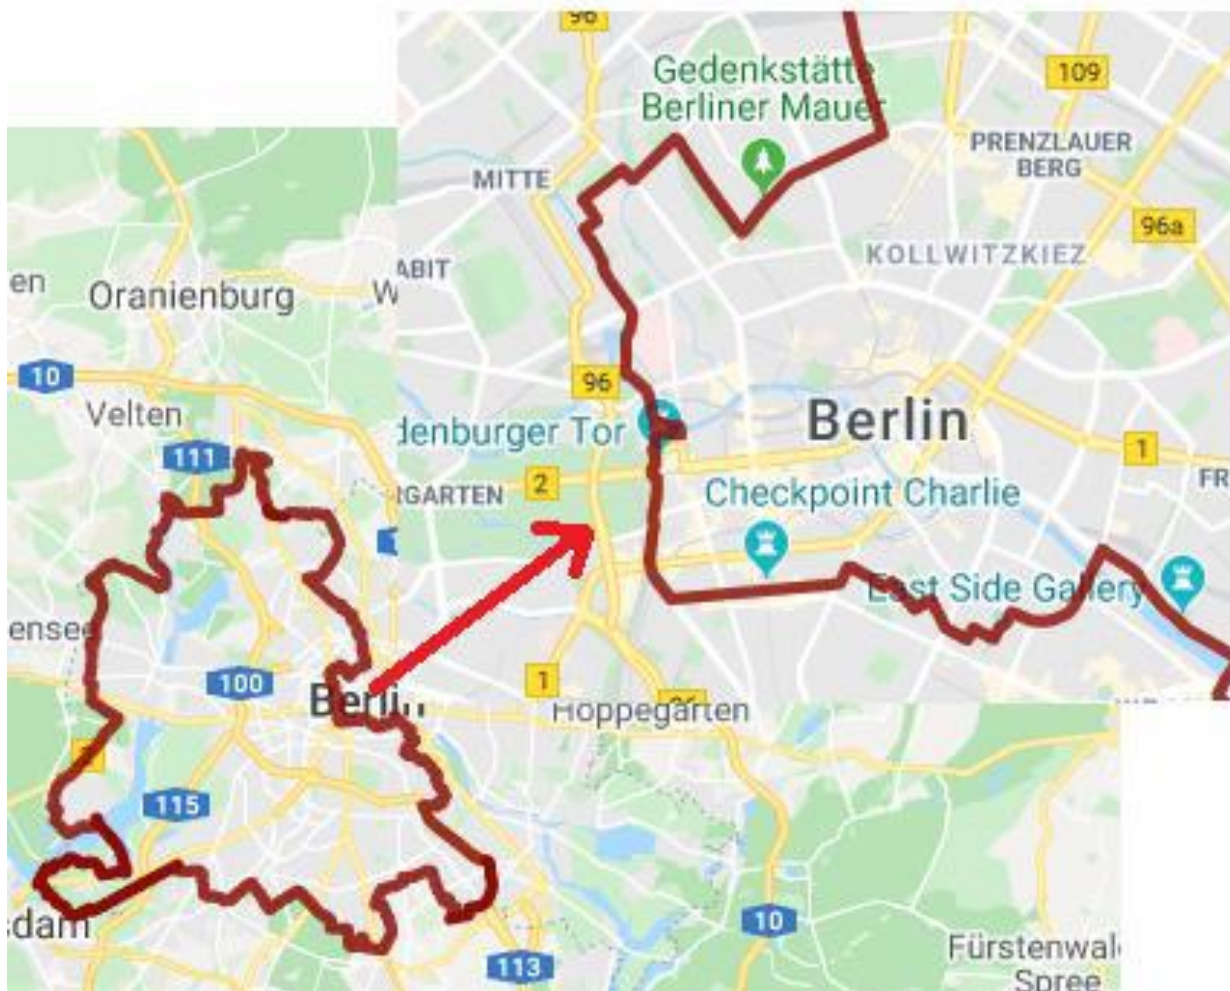 96
Gedenkstätte
Berliner Mauer
109
PRENZLAUER
BERG
MITTE
96a
KOLLWITZKIEZ
ABIT
en
Oranienburg
W
10
96
Velten
Berlin
denburger Tor
1
111
2
RGARTEN
Checkpoint Charlie
FR
East Side Gallery
ensee
100
1
Berlin
Hoppegarten
115
10
sdam
113
Fürstenwal
Spree